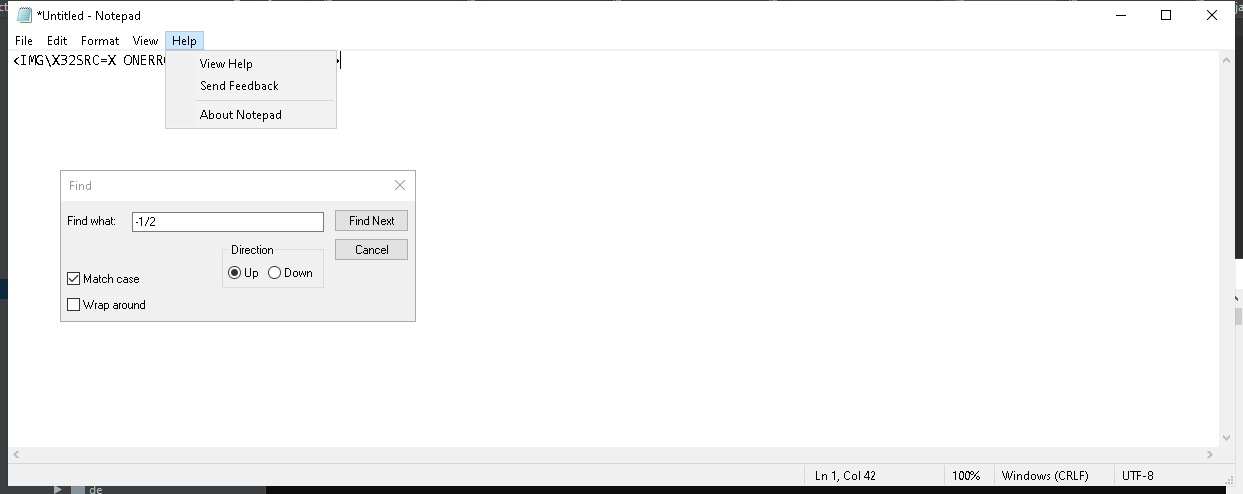 *Untitled - Notepad
File Edit Format View Help
<IMG\X32SRC=X ONERR
View Help
Send Feedback
About Notepad
Find
Find what: -1/2 Find Next
Direction Cancel
Up Down
Match case
Wrap around
Ln 1, Col 42 100% Windows (CRLF) UTF-8
de